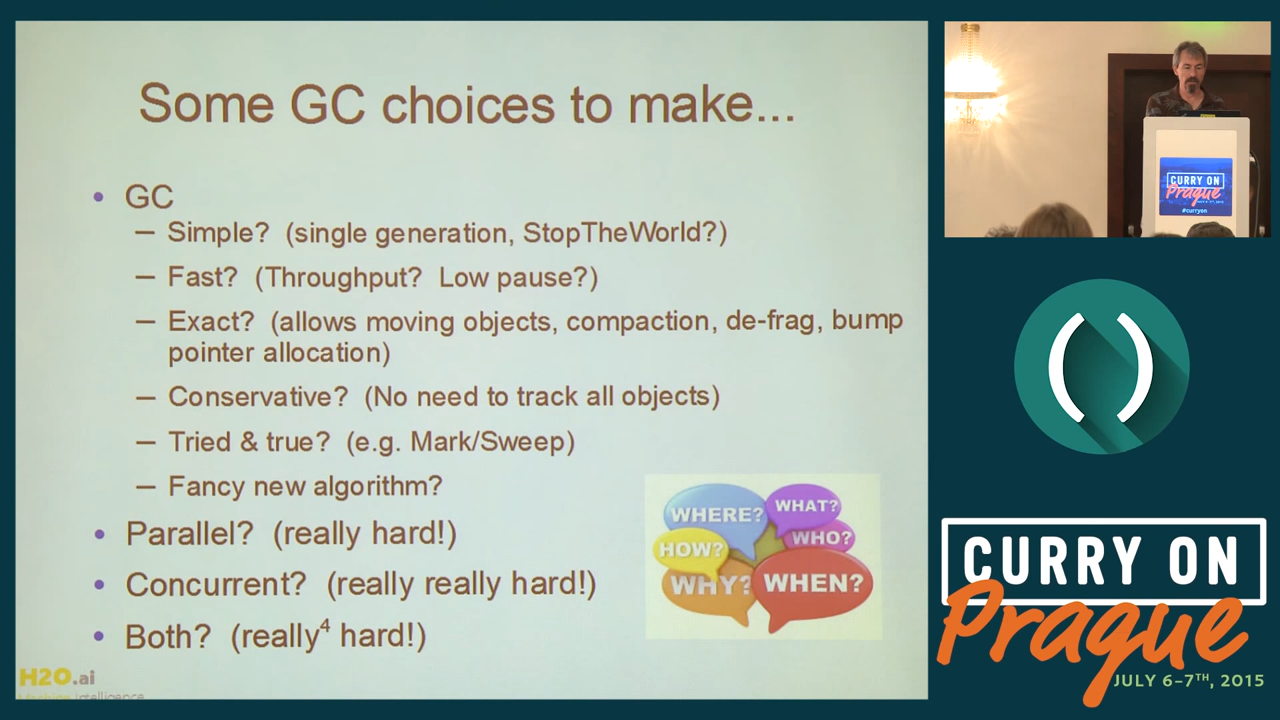 Some GC choices to make...
• GC
– Simple? (single generation, StopTheWorld?)
– Fast? (Throughput? Low pause?)
– Exact? (allows moving objects, compaction, de-frag, bump
pointer allocation)
– Conservative? (No need to track all objects)
– Tried & true? (e.g. Mark/Sweep)
– Fancy new algorithm?
• Parallel? (really hard!)
• Concurrent? (really really hard!)
• Both? (really⁴ hard!)
WHERE?
WHAT?
HOW?
WHO?
WHY?
WHEN?
H2O.ai
Machine Intelligence
CURRY ON
Prague
#curryon
( )
CURRY ON
Prague
JULY 6-7TH, 2015